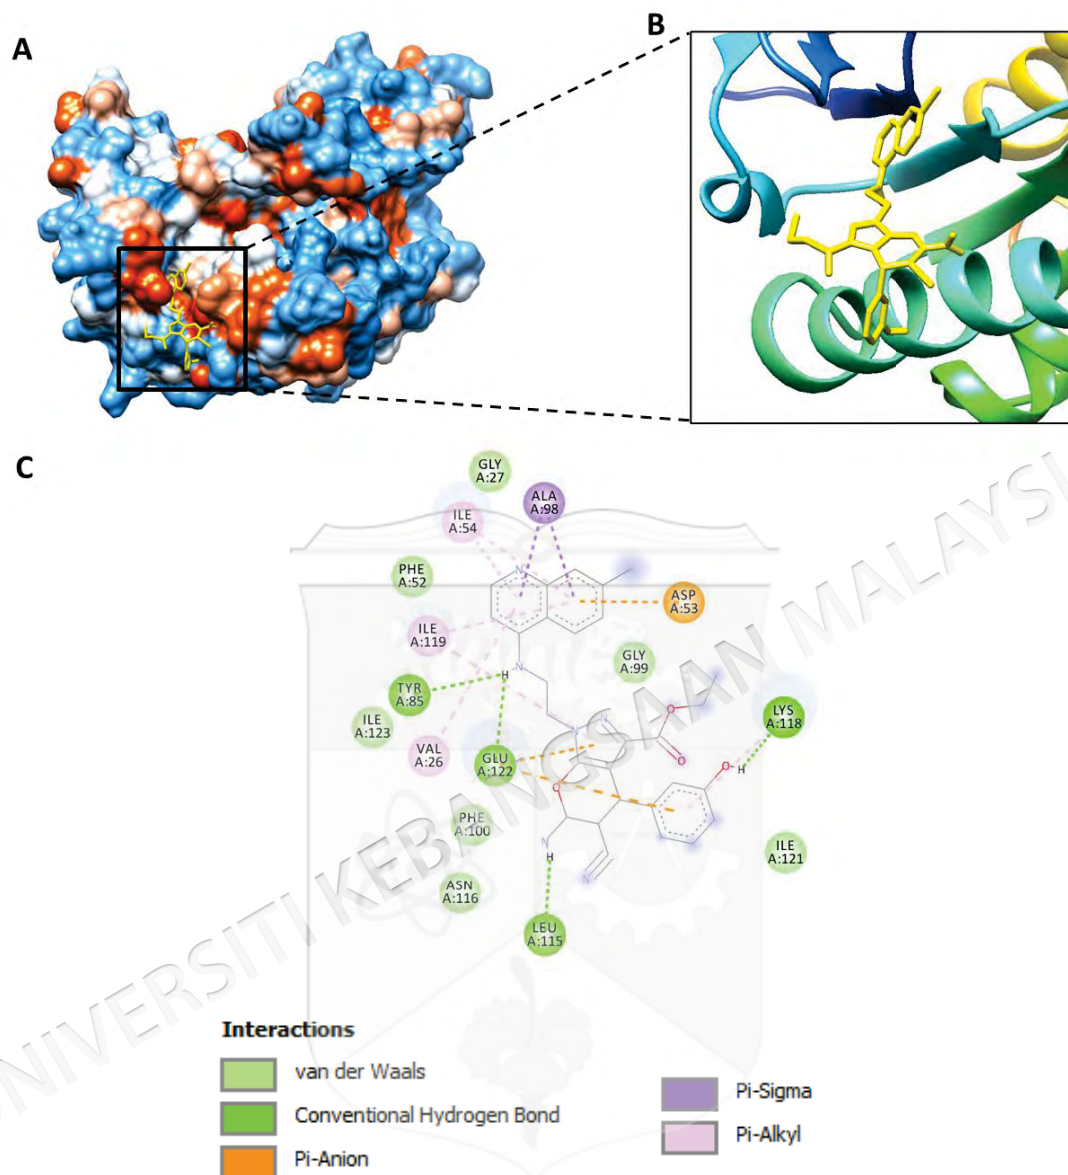 A
B
C
GLY
A:27
ALA
A:98
ILE
A:54
PHE
A:52
ASP
A:53
ILE
A:119
GLY
A:99
TYR
A:85
LYS
A:118
ILE
A:123
VAL
A:26
GLU
A:122
PHE
A:100
ILE
A:121
ASN
A:116
LEU
A:115
N
N
H
N
N
O
O
O
H
O
N
H
N
UNIVERSITI KEBANGSAAN MALAYSI
Interactions
van der Waals
Conventional Hydrogen Bond
Pi-Anion
Pi-Sigma
Pi-Alkyl